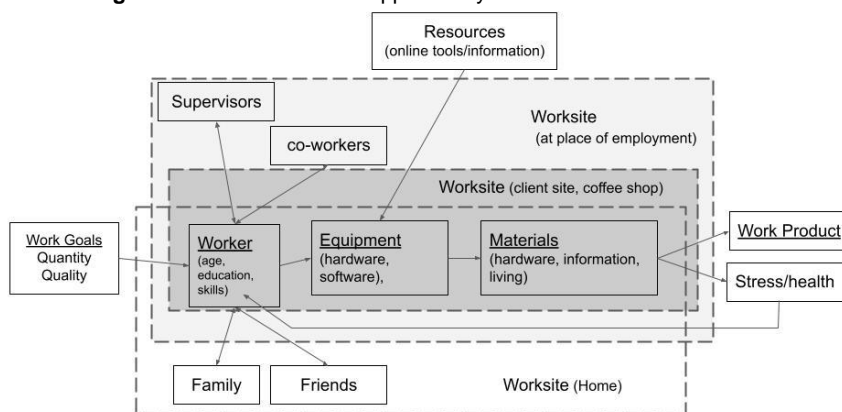 Resources
(online tools/information)
Supervisors
Worksite
(at place of employment)
co-workers
Worksite (client site, coffee shop)
Work Goals
Quantity
Quality
Worker
(age,
education,
skills)
Equipment
(hardware,
software),
Materials
(hardware, information,
living)
Work Product
Stress/health
Family
Friends
Worksite (Home)